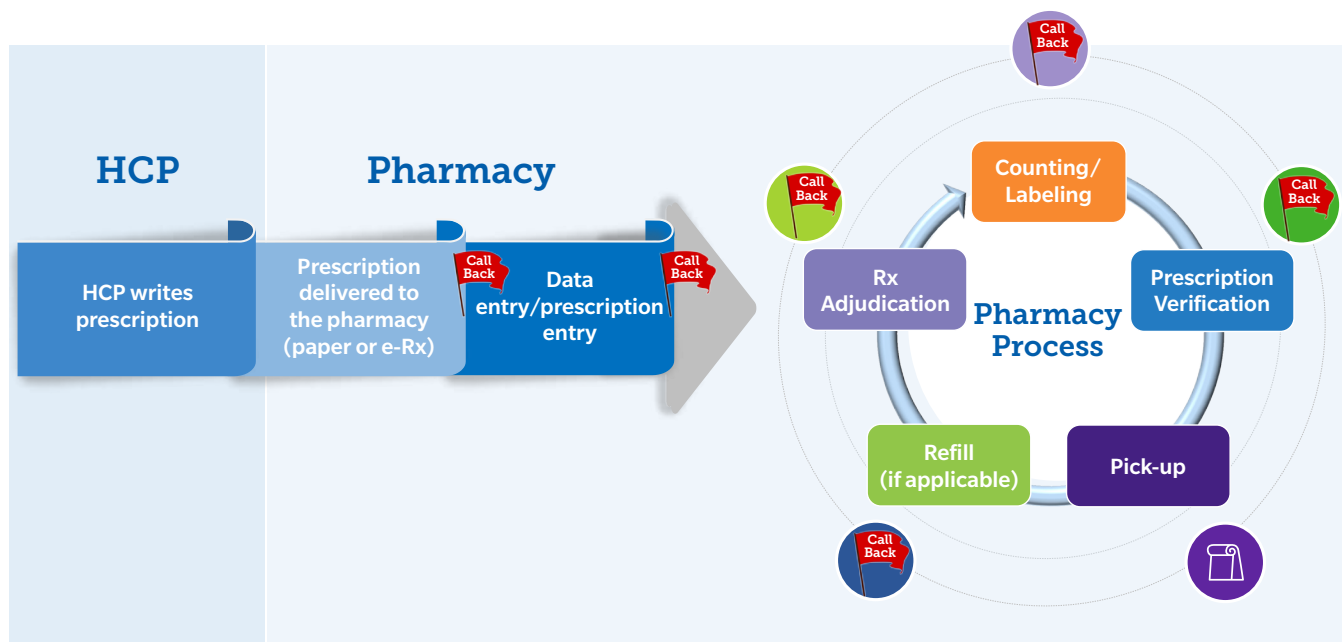 HCP
Pharmacy
HCP writes
prescription
Prescription
delivered to
the pharmacy
(paper or e-Rx)
Call
Back
Data
entry/prescription
entry
Call
Back
Call
Back
Counting/
Labeling
Call
Back
Prescription
Verification
Pick-up
Refill
(if applicable)
Call
Back
Rx
Adjudication
Call
Back
Pharmacy
Process